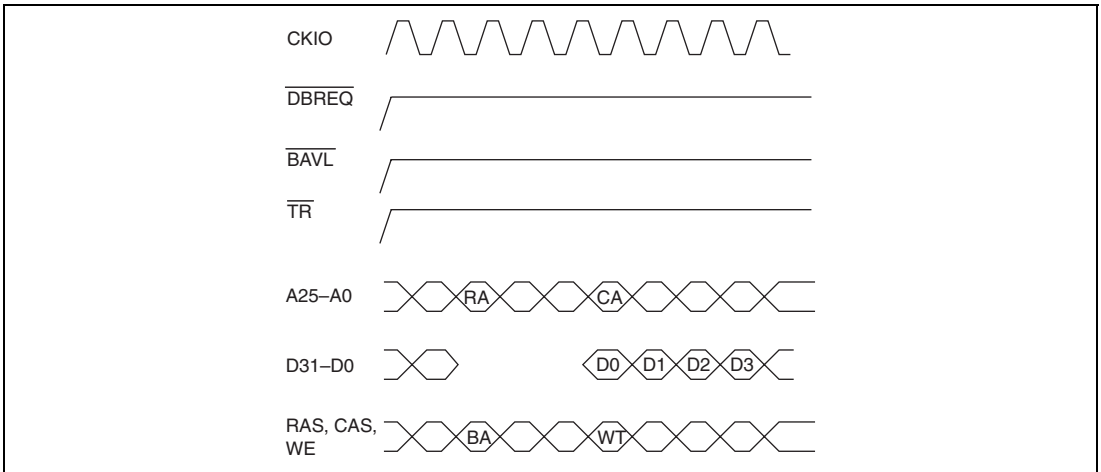 CKIO
DBREQ
BAVL
TR
A25–A0 RA CA
D31–D0 D0 D1 D2 D3
RAS, CAS,
WE BA WT